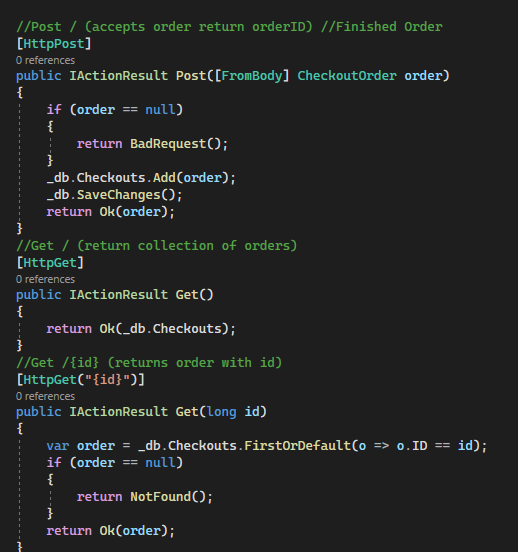 //Post / (accepts order return orderID) //Finished Order
[HttpPost]
0 references
public IActionResult Post([FromBody] CheckoutOrder order)
{
if (order == null)
{
return BadRequest();
}
_db.Checkouts.Add(order);
_db.SaveChanges();
return Ok(order);
}
//Get / (return collection of orders)
[HttpGet]
0 references
public IActionResult Get()
{
return Ok(_db.Checkouts);
}
//Get /{id} (returns order with id)
[HttpGet("{id}")]
0 references
public IActionResult Get(long id)
{
var order = _db.Checkouts.FirstOrDefault(o => o.ID == id);
if (order == null)
{
return NotFound();
}
return Ok(order);
}